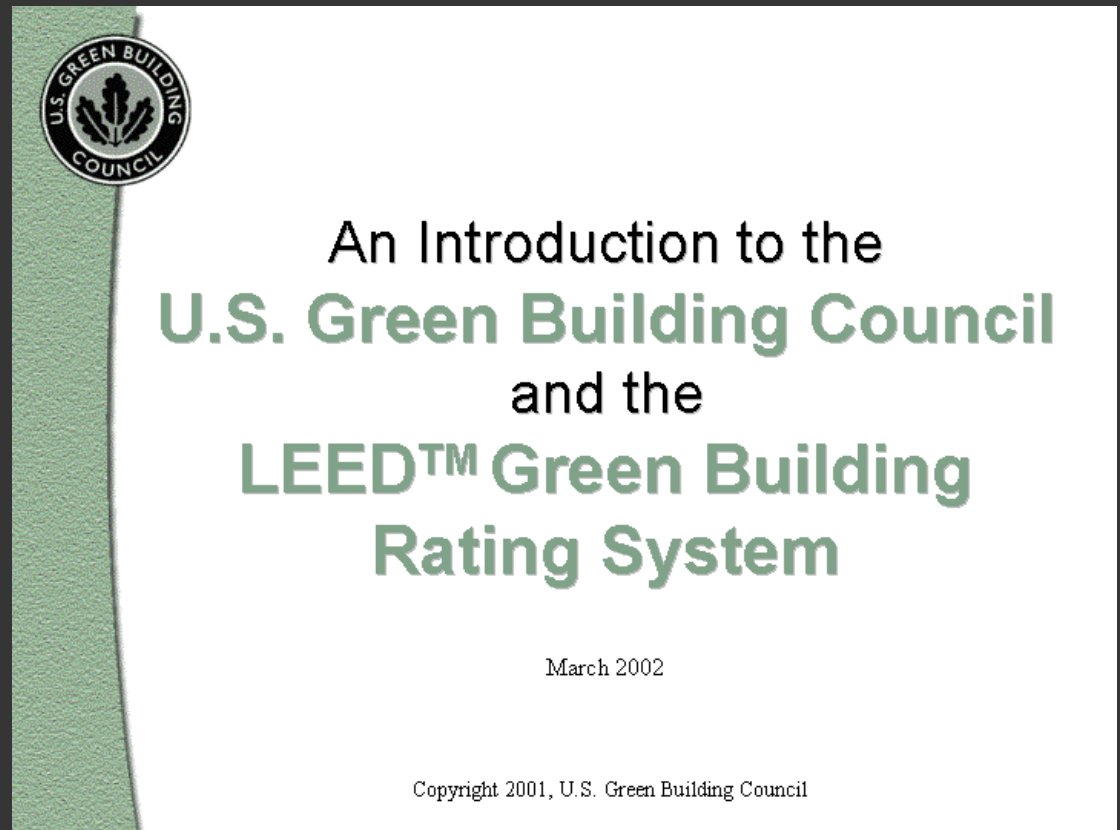 U.S. GREEN BUILDING COUNCIL
An Introduction to the
U.S. Green Building Council
and the
LEED™ Green Building
Rating System
March 2002
Copyright 2001, U.S. Green Building Council